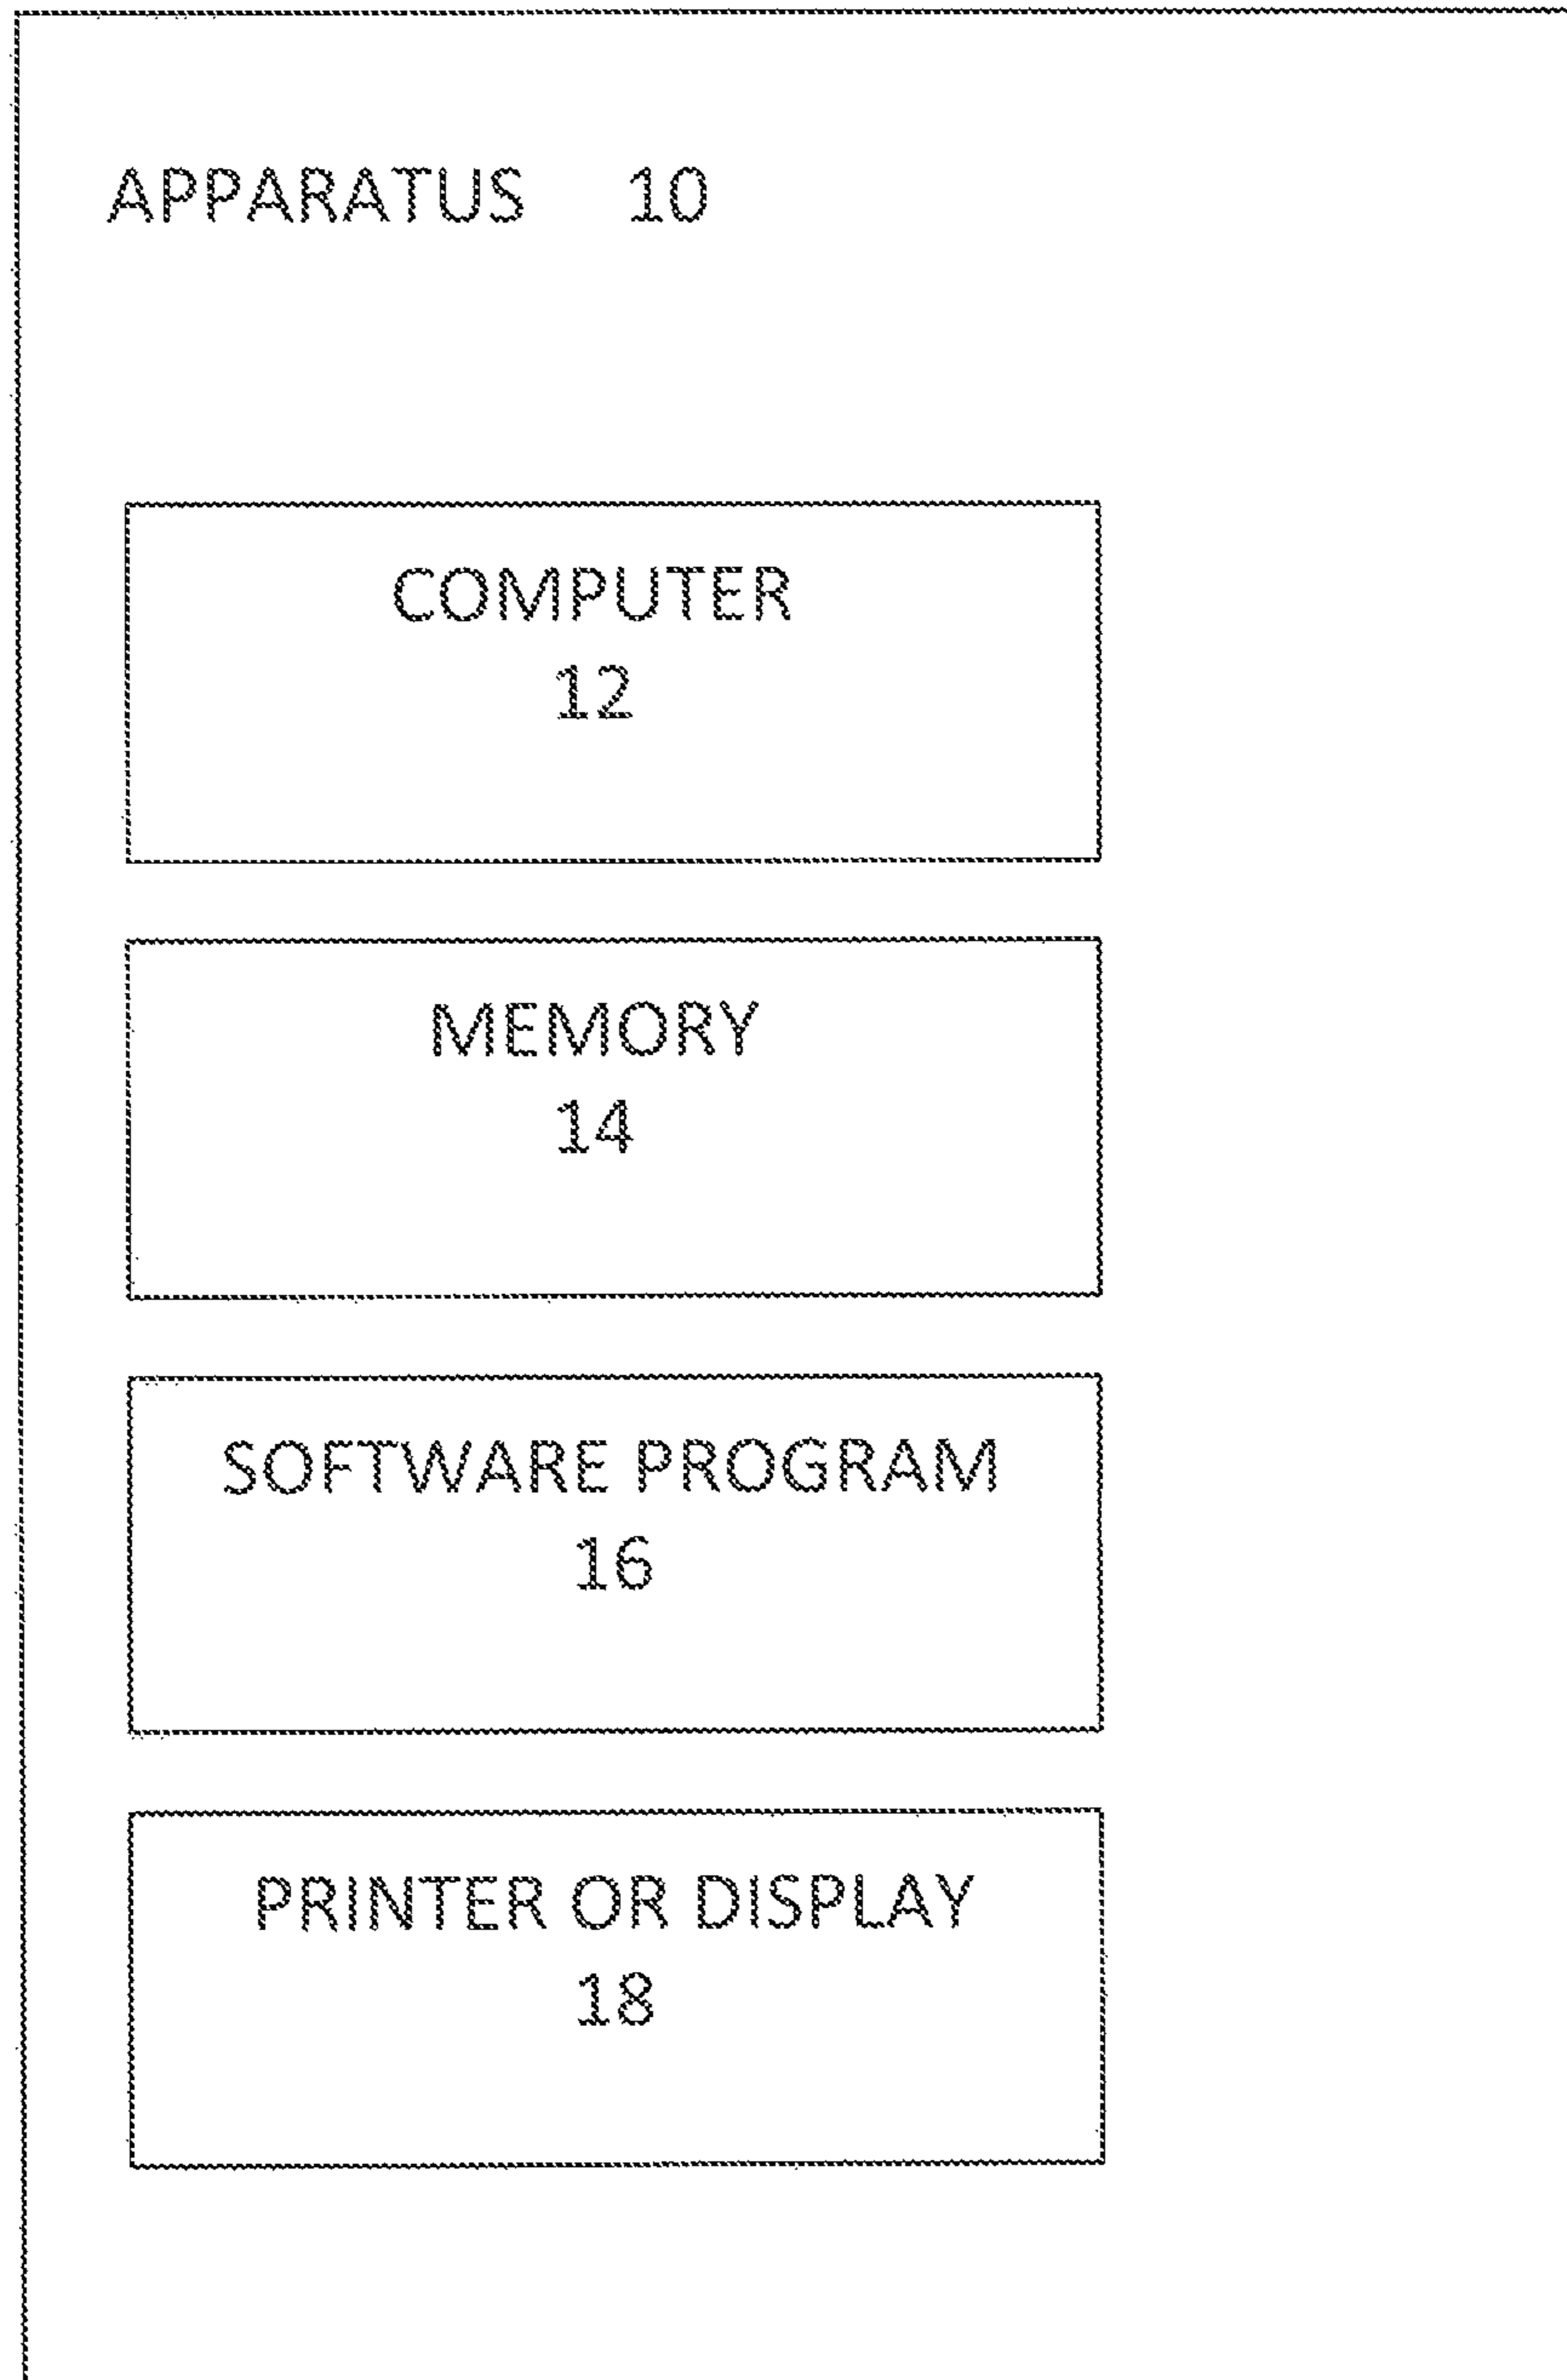 APPARATUS 10
COMPUTER
12
MEMORY
14
SOFTWARE PROGRAM
16
PRINTER OR DISPLAY
18